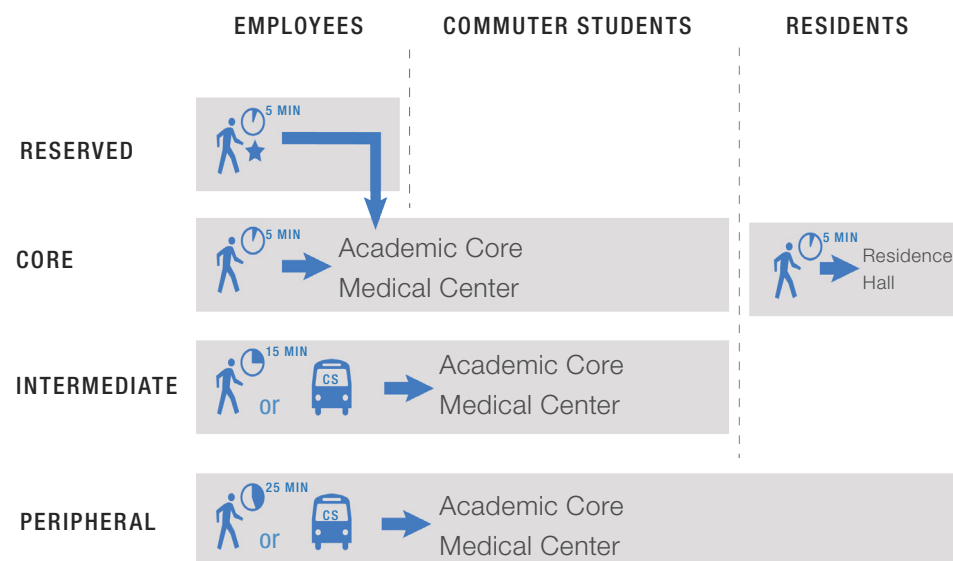 EMPLOYEES
COMMUTER STUDENTS
RESIDENTS
RESERVED
5 MIN
CORE
5 MIN
Academic Core
Medical Center
5 MIN
Residence
Hall
INTERMEDIATE
15 MIN
or
CS
Academic Core
Medical Center
PERIPHERAL
25 MIN
or
CS
Academic Core
Medical Center